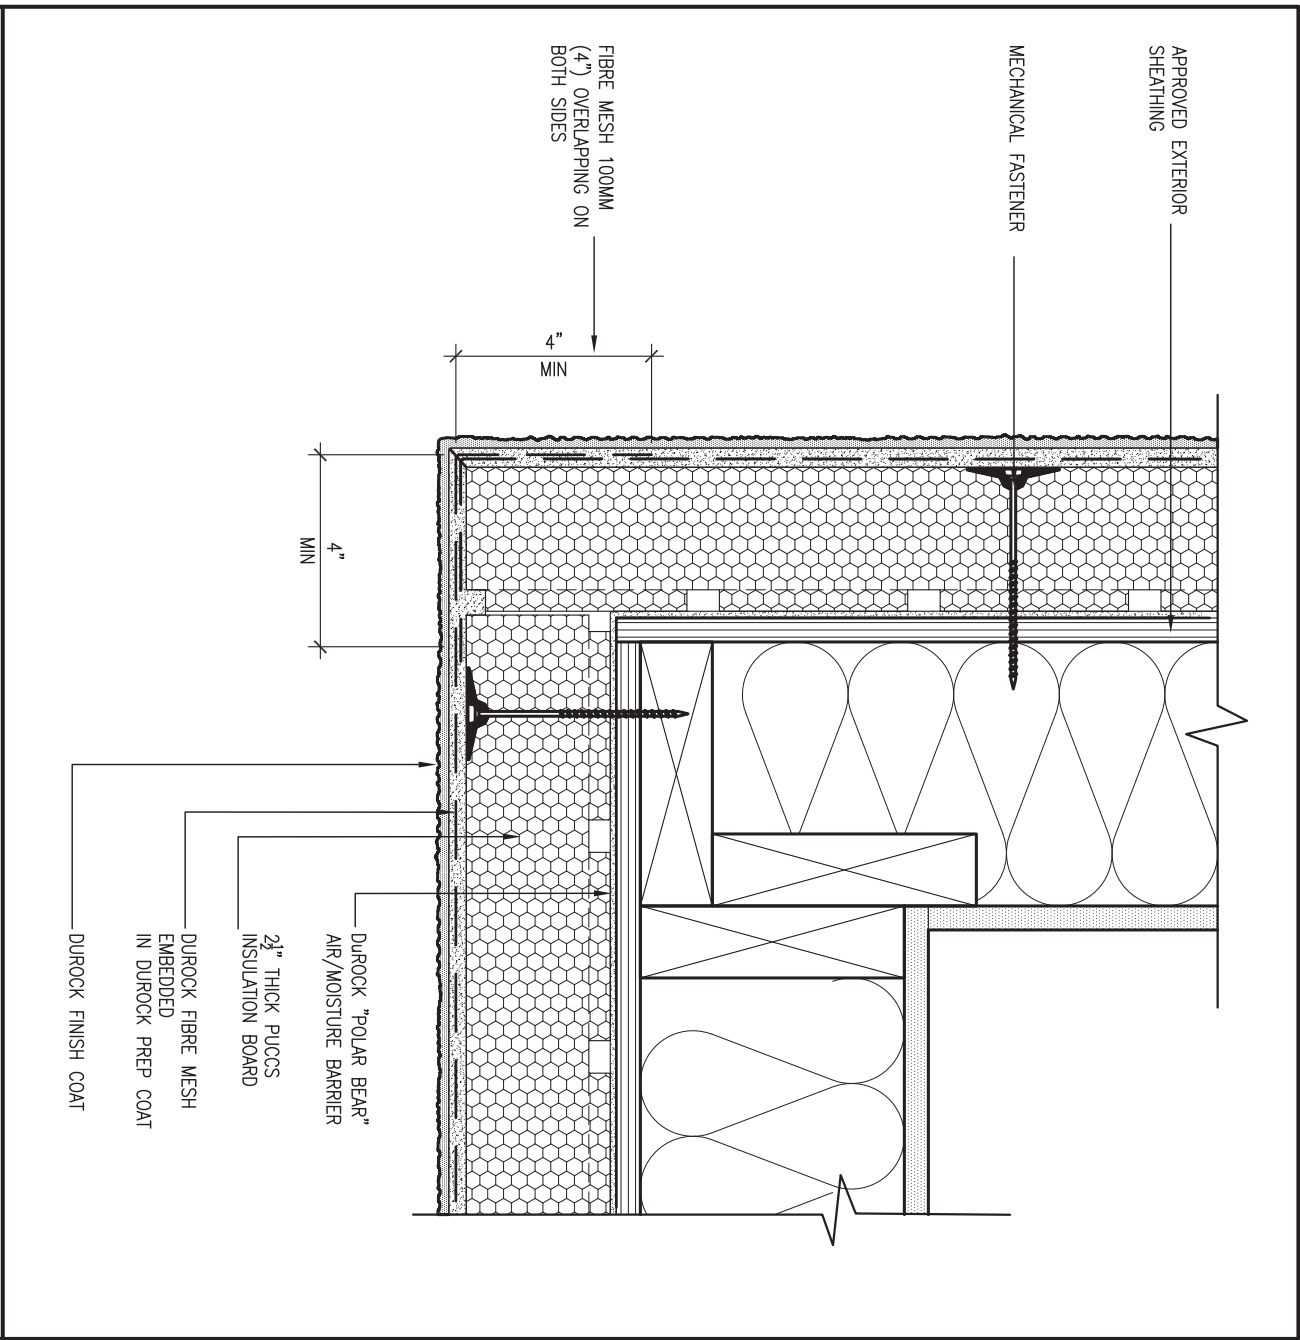 APPROVED EXTERIOR
SHEATHING
MECHANICAL FASTENER
FIBRE MESH 100MM
(4") OVERLAPPING ON
BOTH SIDES
4"
MIN
4"
MIN
DuROCK "POLAR BEAR"
AIR/MOISTURE BARRIER
2½" THICK PUCCS
INSULATION BOARD
DUROCK FIBRE MESH
EMBEDDED
IN DUROCK PREP COAT
DUROCK FINISH COAT